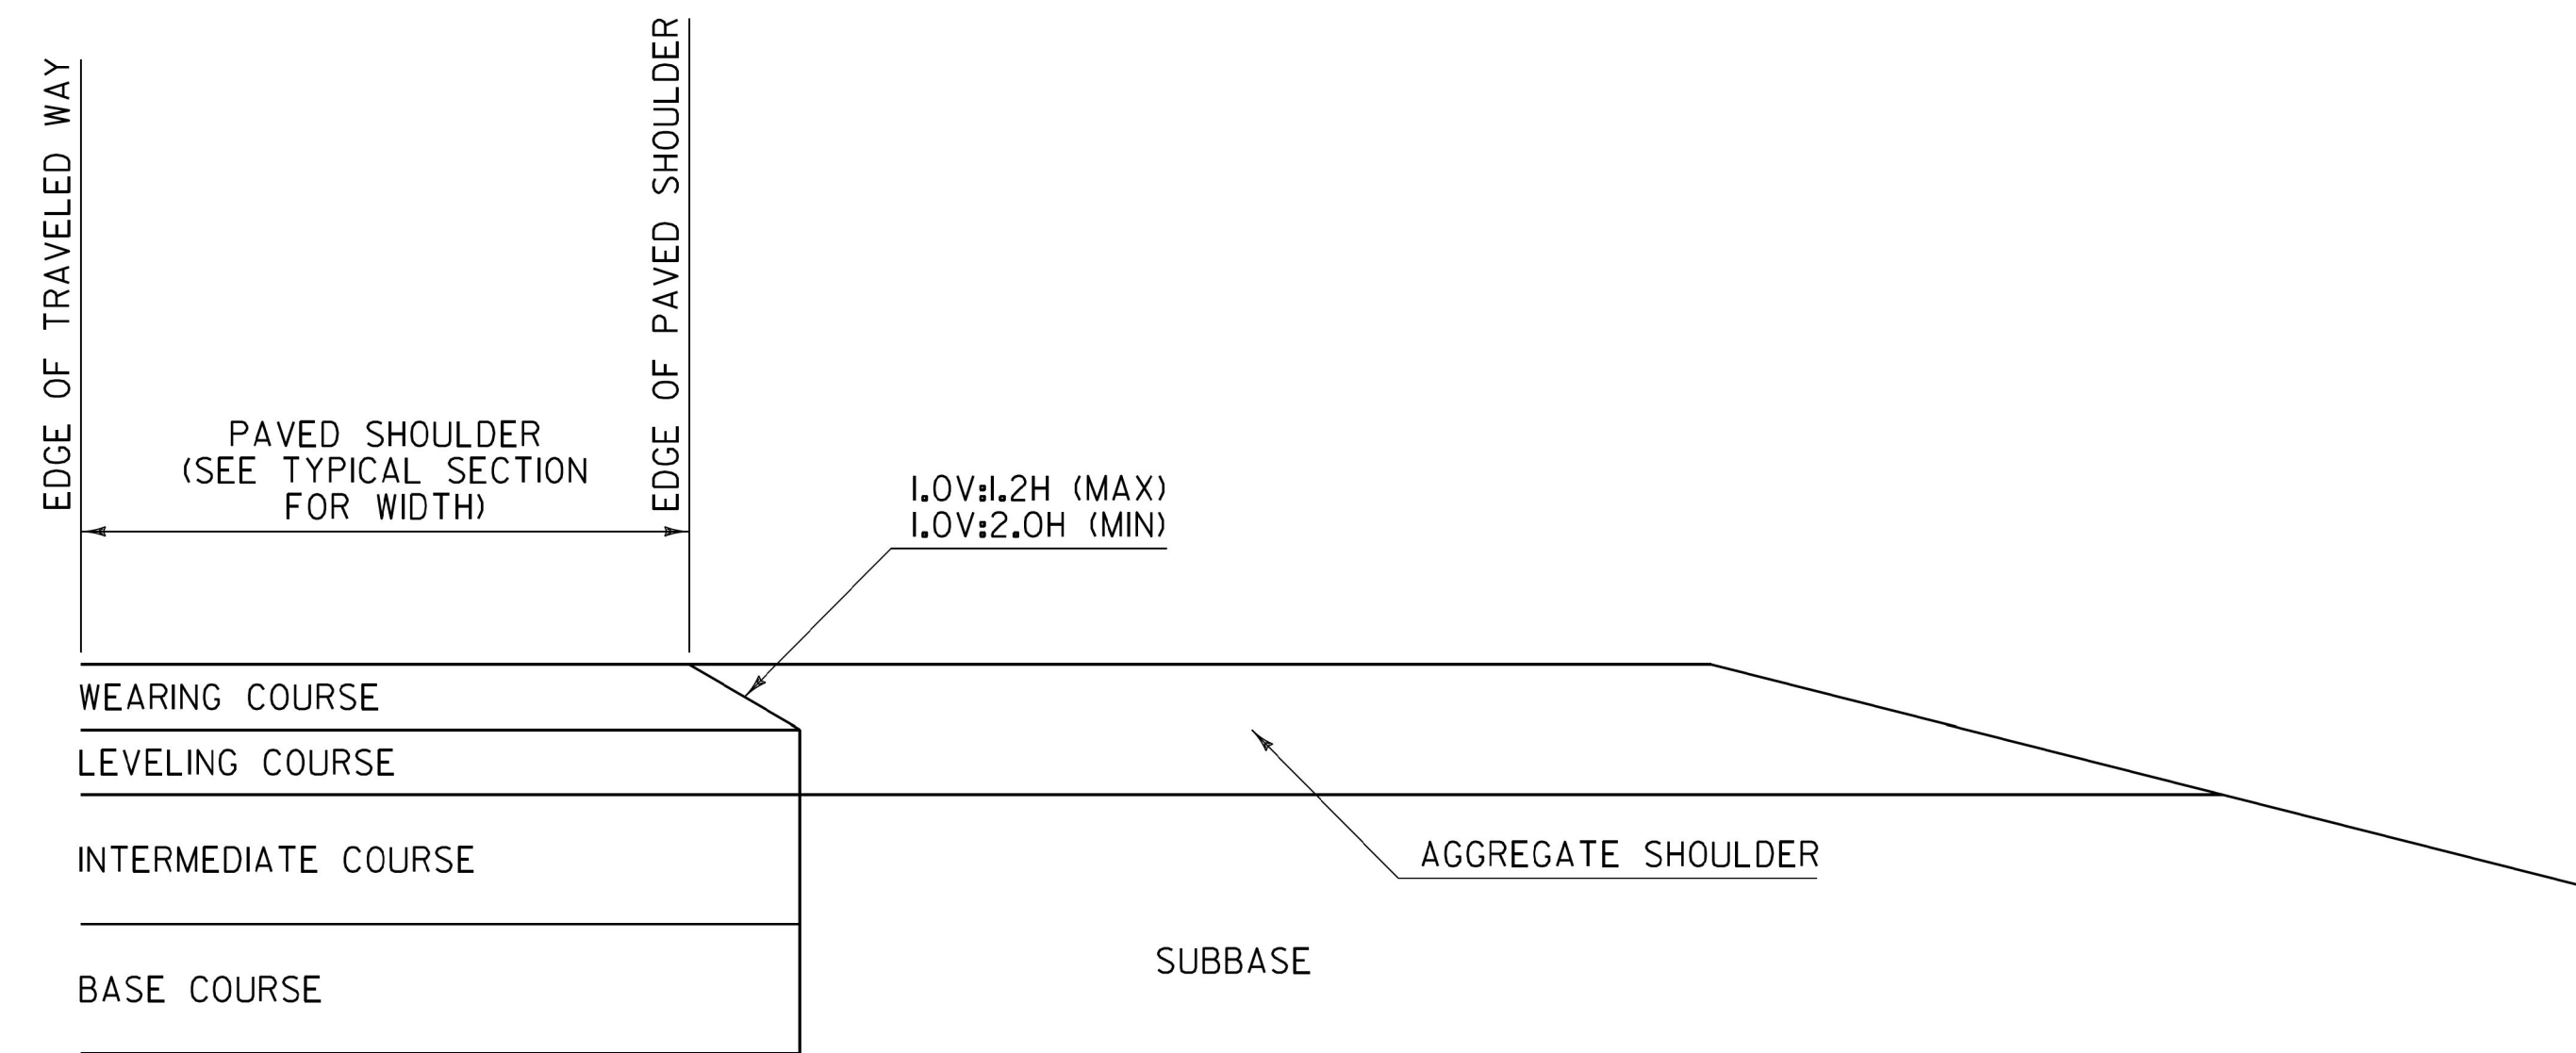 EDGE OF TRAVELED WAY
EDGE OF PAVED SHOULDER
PAVED SHOULDER
(SEE TYPICAL SECTION
FOR WIDTH)
1.0V:1.2H (MAX)
1.0V:2.0H (MIN)
WEARING COURSE
LEVELING COURSE
INTERMEDIATE COURSE
AGGREGATE SHOULDER
SUBBASE
BASE COURSE